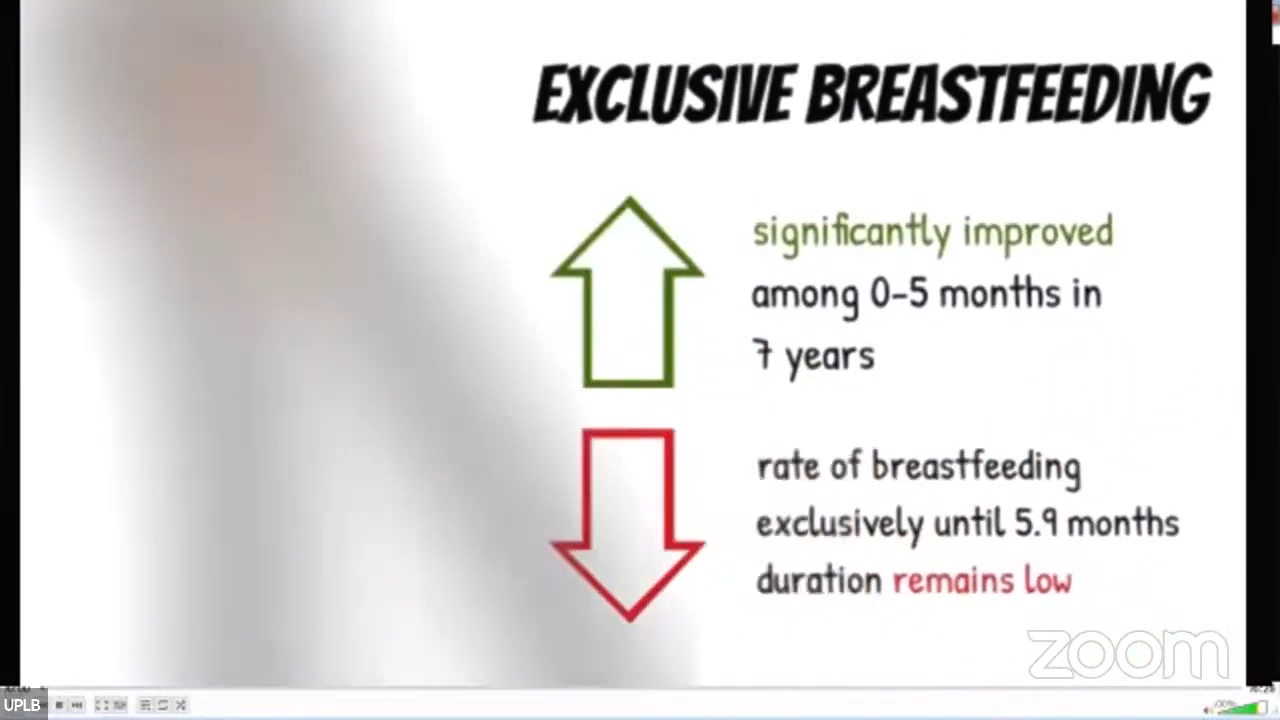 EXCLUSIVE BREASTFEEDING
significantly improved
among 0-5 months in
7 years
rate of breastfeeding
exclusively until 5.9 months
duration remains low
zoom
UPLB